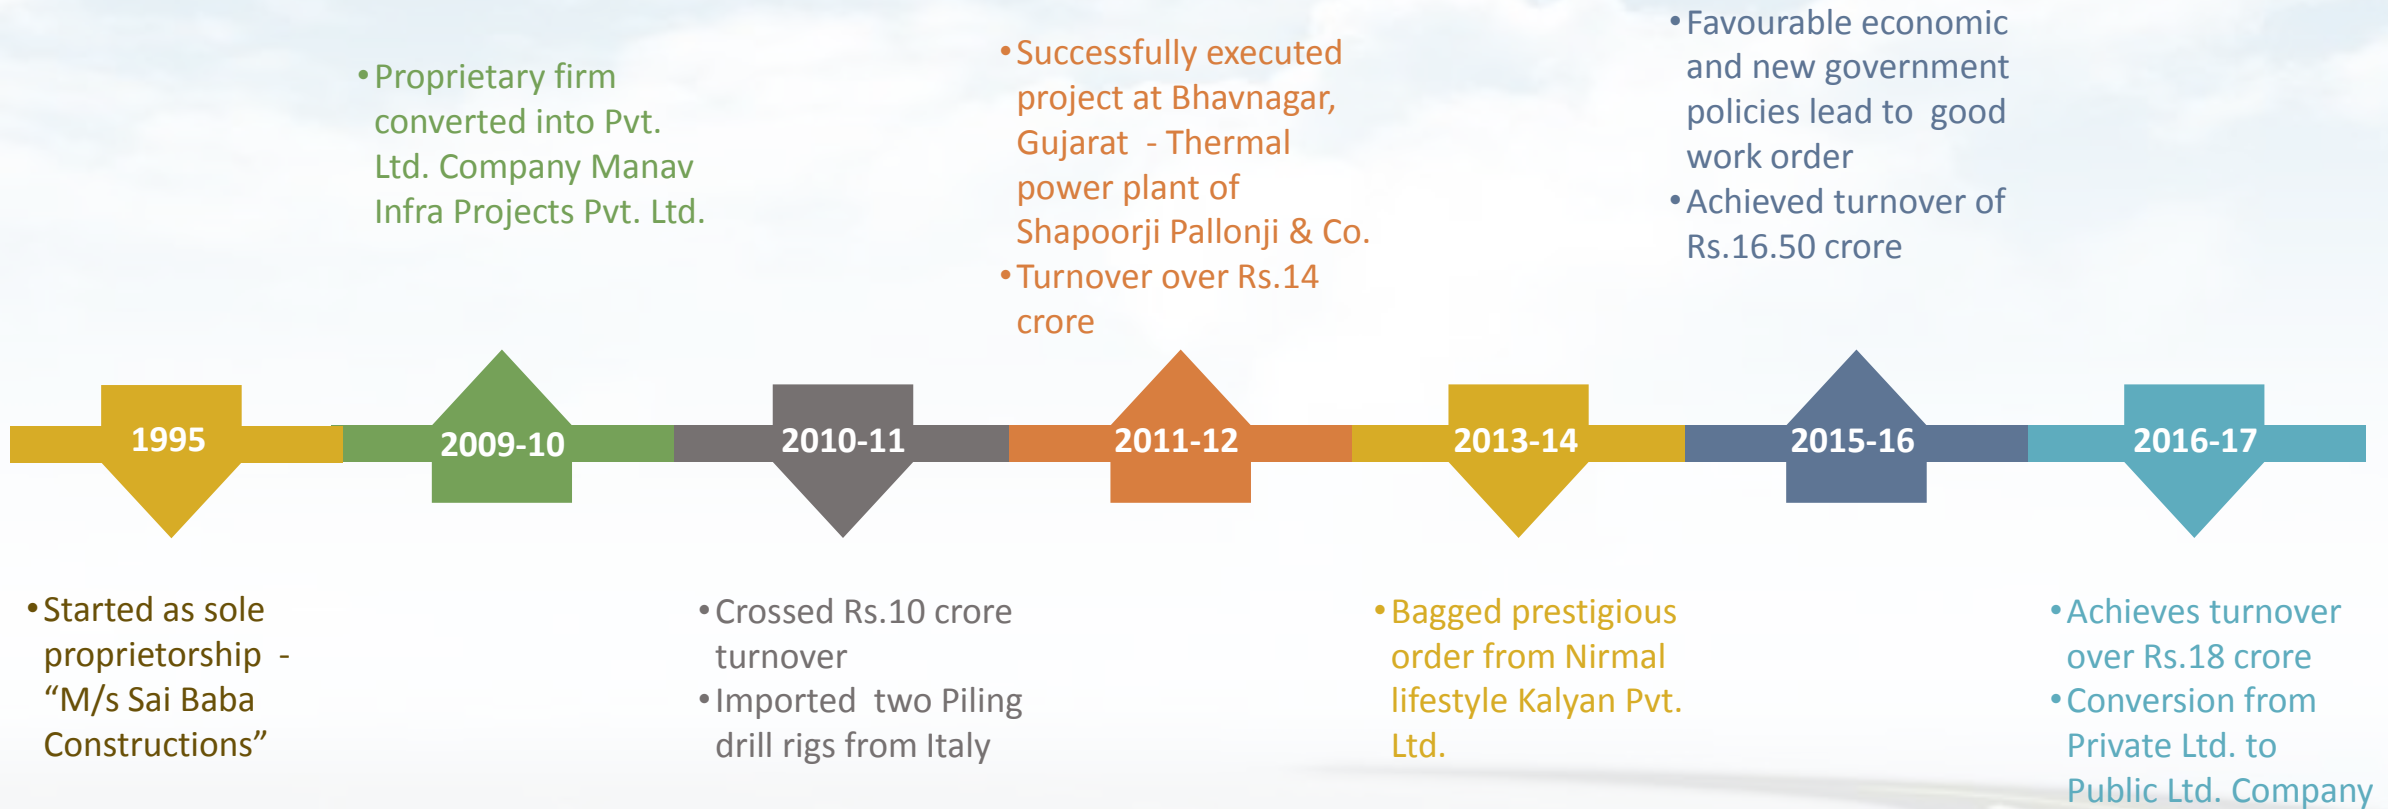 •Favourable economic
and new government
policies lead to  good
work order
•Achieved turnover of
Rs.16.50 crore
•Successfully executed
project at Bhavnagar,
Gujarat  - Thermal
power plant of
Shapoorji Pallonji & Co.
•Turnover over Rs.14
crore
•Proprietary firm
converted into Pvt.
Ltd. Company Manav
Infra Projects Pvt. Ltd.
1995
2009-10
2010-11
2011-12
2013-14
2015-16
2016-17
•Started as sole
proprietorship  -
“M/s Sai Baba
Constructions”
•Crossed Rs.10 crore
turnover
•Imported  two Piling
drill rigs from Italy
•Bagged prestigious
order from Nirmal
lifestyle Kalyan Pvt.
Ltd.
•Achieves turnover
over Rs.18 crore
•Conversion from
Private Ltd. to
Public Ltd. Company